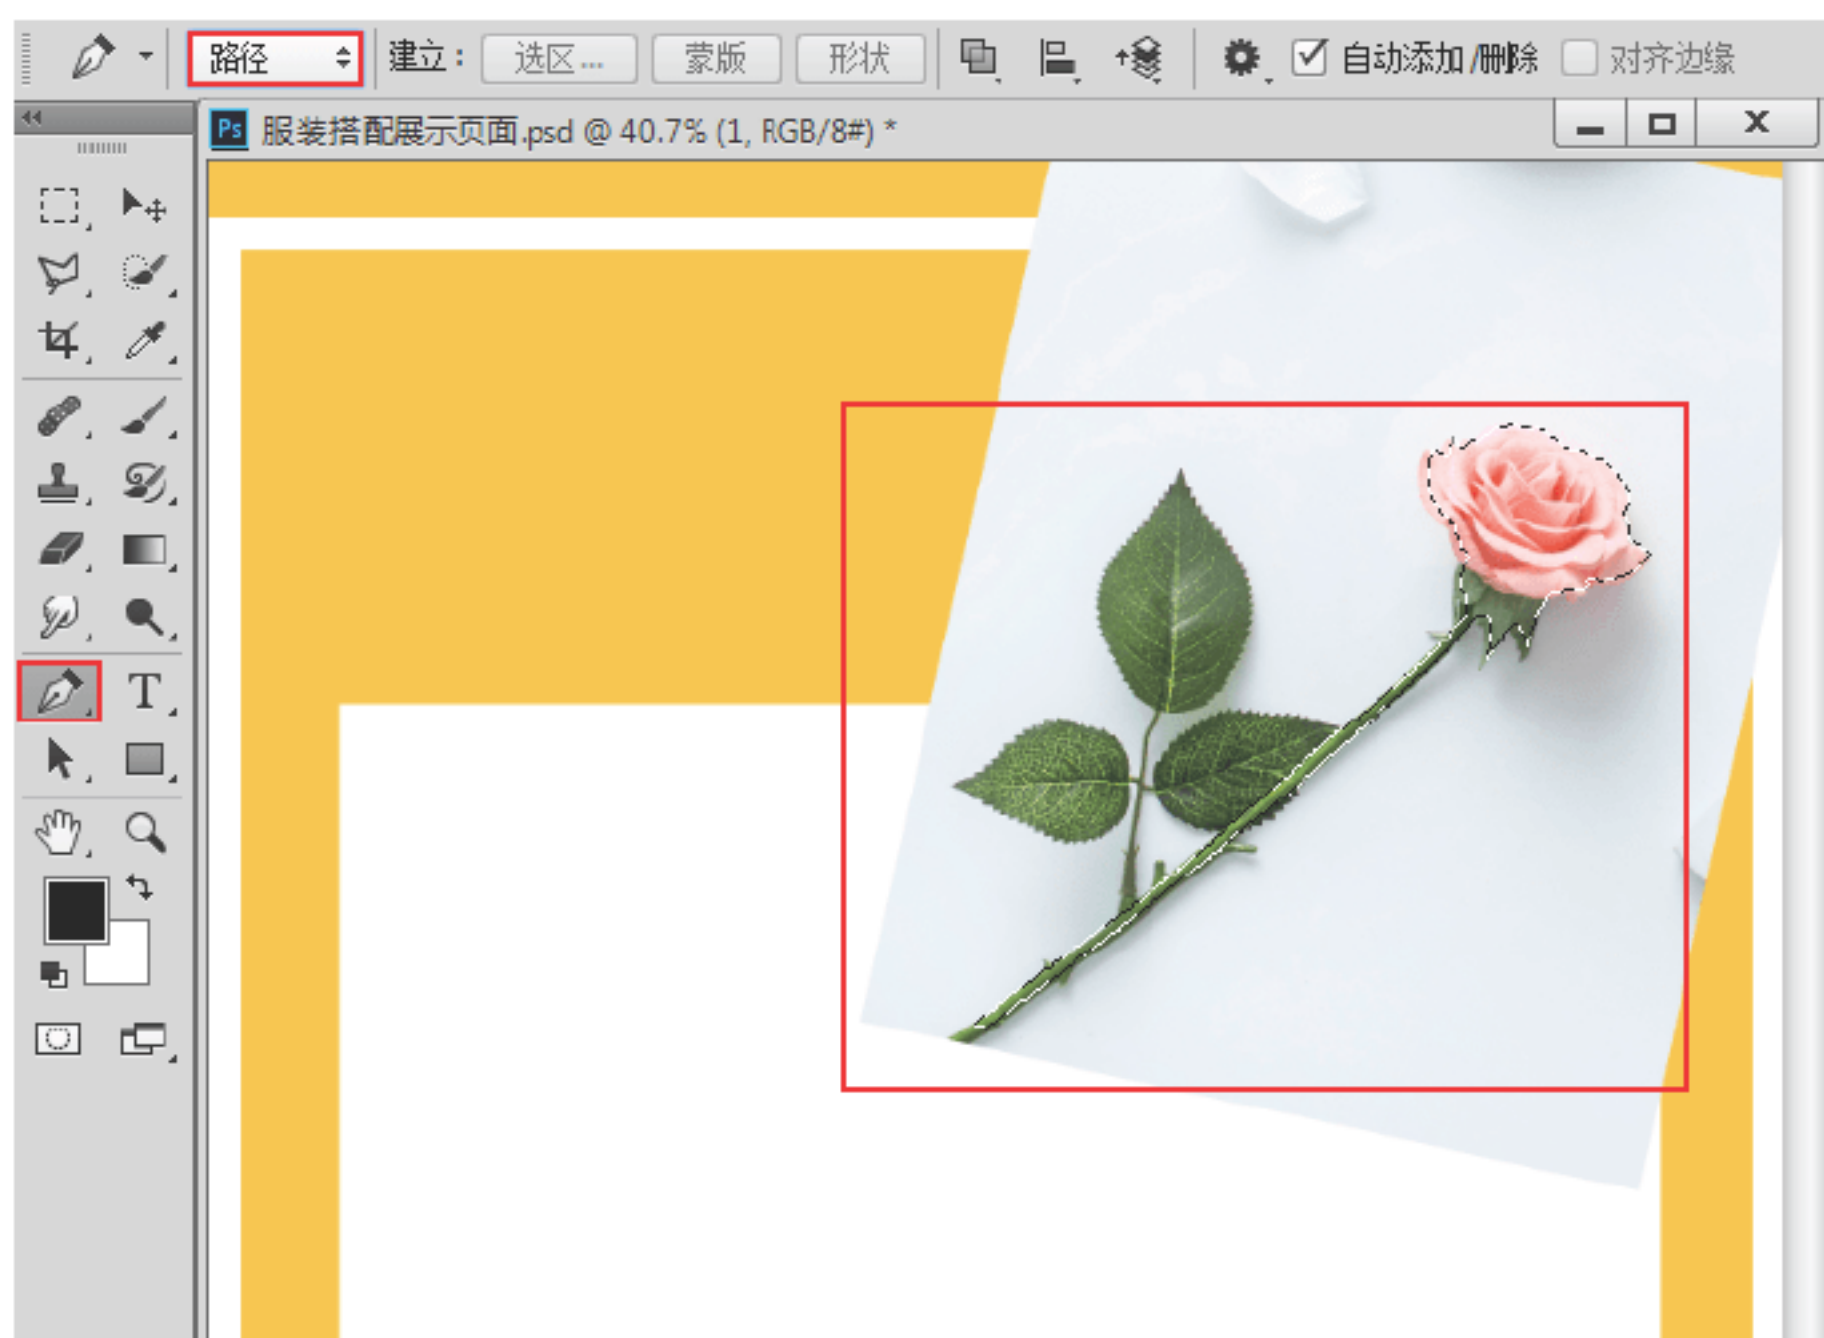 路径 建立： 选区... 蒙版 形状 自动添加/删除 对齐边缘
Ps 服装搭配展示页面.psd @ 40.7% (1, RGB/8#) *
T